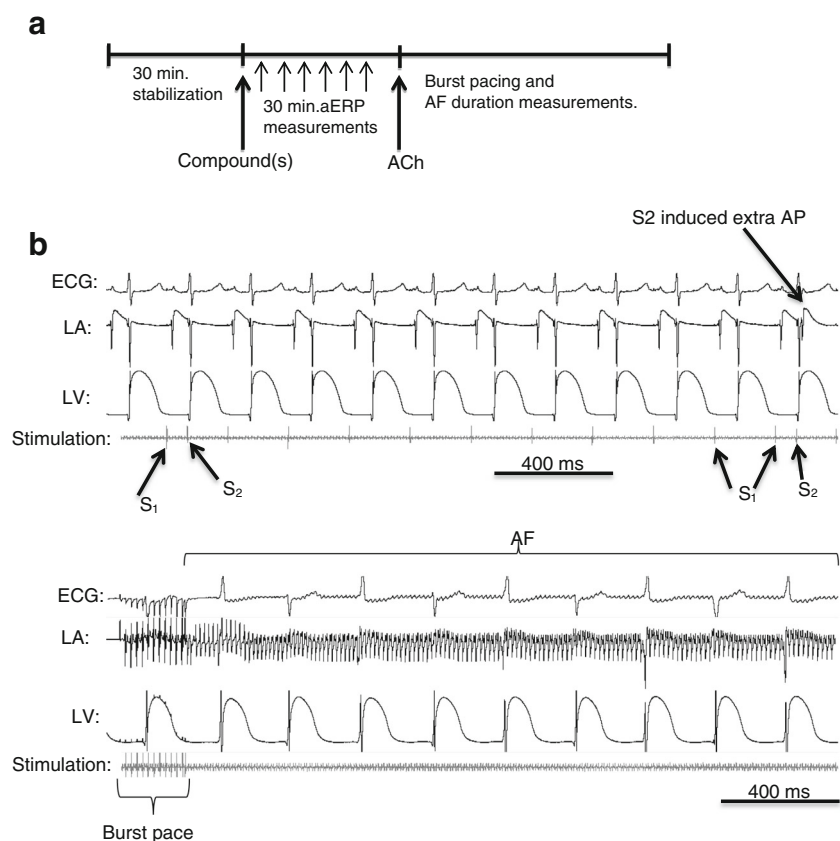 a
30 min.
stabilization
30 min.aERP
measurements
Burst pacing and
AF duration measurements.
Compound(s)
ACh
b
S2 induced extra AP
ECG:
LA:
LV:
Stimulation:
400 ms
S1
S2
S1
S2
AF
ECG:
LA:
LV:
Stimulation:
400 ms
Burst pace